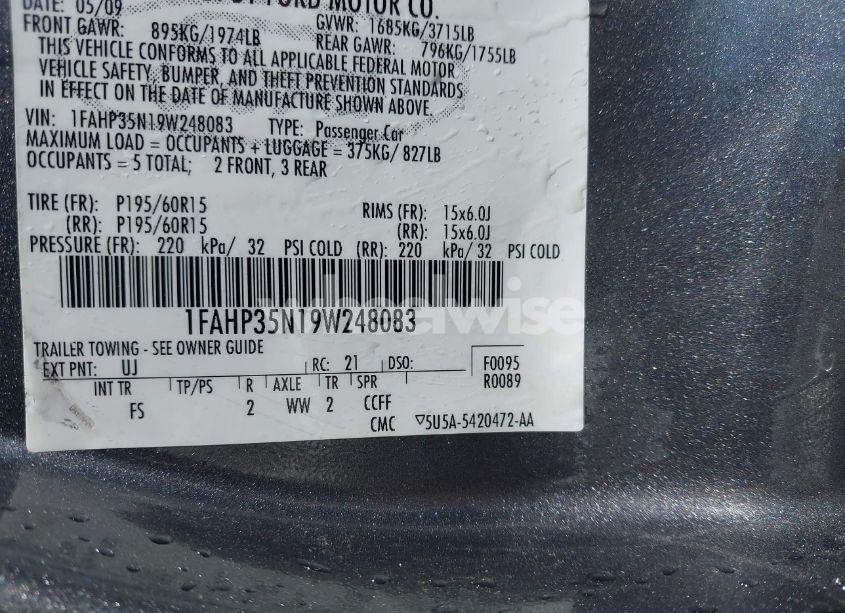 DATE: 05/09
FORD MOTOR CO.
FRONT GAWR: 895KG/1974LB GVWR: 1685KG/3715LB
REAR GAWR: 796KG/1755LB
THIS VEHICLE CONFORMS TO ALL APPLICABLE FEDERAL MOTOR
VEHICLE SAFETY, BUMPER, AND THEFT PREVENTION STANDARDS
IN EFFECT ON THE DATE OF MANUFACTURE SHOWN ABOVE.
VIN: 1FAHP35N19W248083 TYPE: Passenger Car
MAXIMUM LOAD = OCCUPANTS + LUGGAGE = 375KG/ 827LB
OCCUPANTS = 5 TOTAL; 2 FRONT, 3 REAR
TIRE (FR): P195/60R15 RIMS (FR): 15x6.0J
(RR): P195/60R15 (RR): 15x6.0J
PRESSURE (FR): 220 kPa/ 32 PSI COLD (RR): 220 kPa/ 32 PSI COLD
wheelwise
1FAHP35N19W248083
TRAILER TOWING - SEE OWNER GUIDE
EXT PNT: UJ RC: 21 DSO: F0095
R0089
INT TR TP/PS R AXLE TR SPR
FS 2 WW 2 CCFF
CMC ▽5U5A-5420472-AA